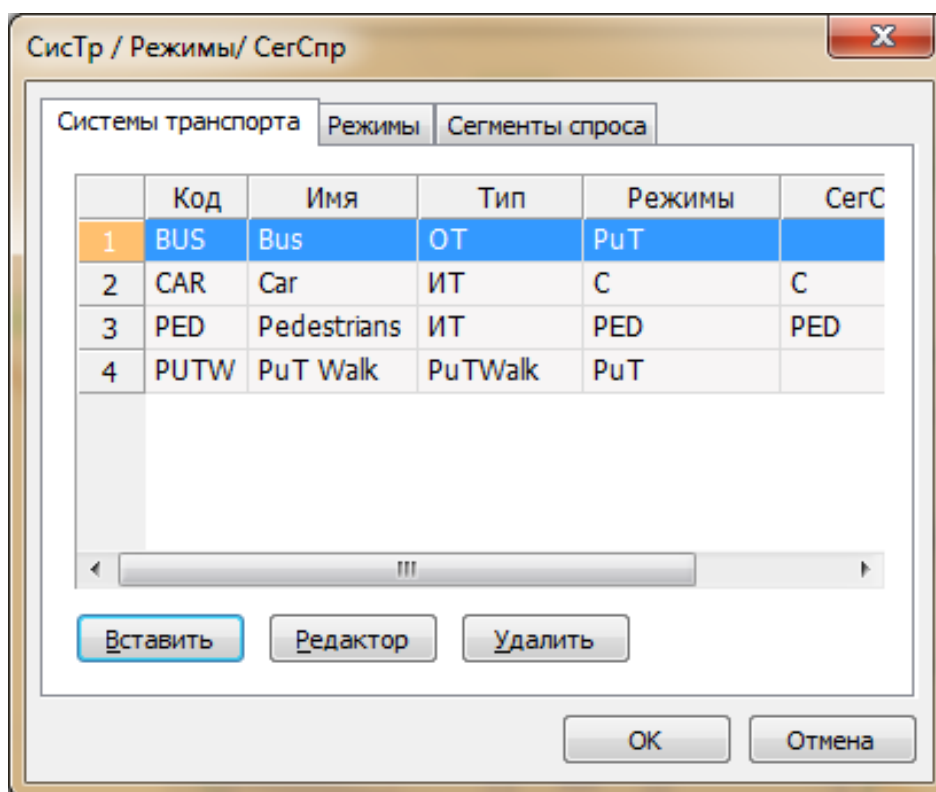 СисТр / Режимы/ СегСпр
Системы транспорта Режимы Сегменты спроса
Код Имя Тип Режимы СегС
1 BUS Bus ОТ PuT
2 CAR Car ИТ C C
3 PED Pedestrians ИТ PED PED
4 PUTW PuT Walk PuTWalk PuT
Вставить Редактор Удалить
OK Отмена